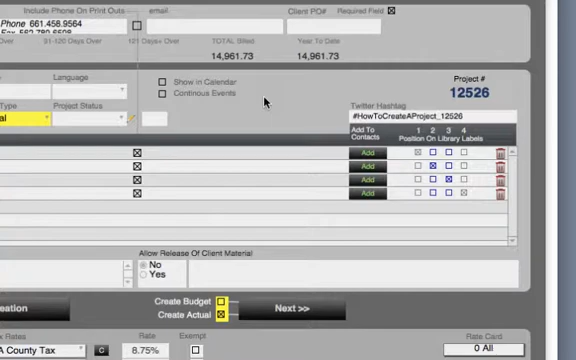 Include Phone On Print Outs
email
Client PO#
Required Field
Phone 661.458.9564
31-120 Days Over
121 Days+ Over
TOTAL Billed
Year To Date
14,961.73
14,961.73
Language
Show in Calendar
Continous Events
Project #
12526
Type
Project Status
Twitter Hashtag
#HowToCreateAProject_12526
Add To Contacts
1 2 3 4
Position On Library Labels
Add
Add
Add
Add
Allow Release Of Client Material
No
Yes
Create Budget
Create Actual
Next >>
Rate
Exempt
Rate Card
County Tax
C
8.75%
0 All